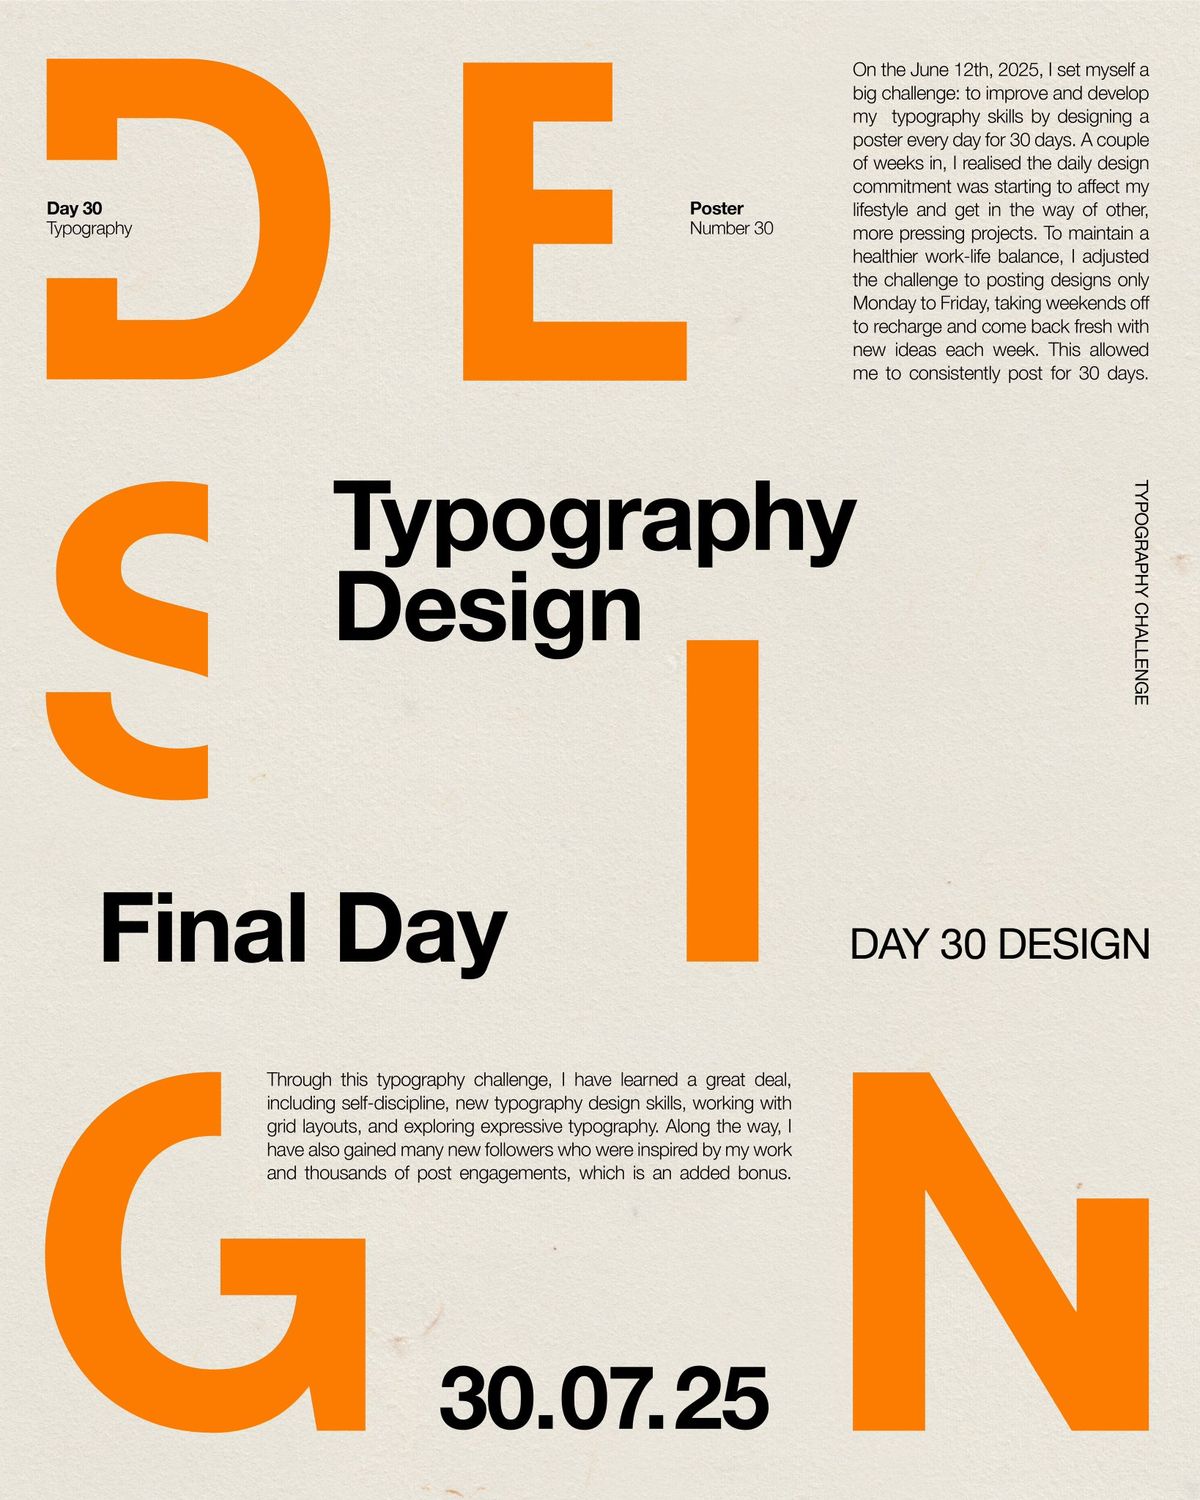 DE
Day 30
Typography
Poster
Number 30
On the June 12th, 2025, I set myself a
big challenge: to improve and develop
my typography skills by designing a
poster every day for 30 days. A couple
of weeks in, I realised the daily design
commitment was starting to affect my
lifestyle and get in the way of other,
more pressing projects. To maintain a
healthier work-life balance, I adjusted
the challenge to posting designs only
Monday to Friday, taking weekends off
to recharge and come back fresh with
new ideas each week. This allowed
me to consistently post for 30 days.
SI
Typography
Design
TYPOGRAPHY CHALLENGE
Final Day
DAY 30 DESIGN
GN
Through this typography challenge, I have learned a great deal,
including self-discipline, new typography design skills, working with
grid layouts, and exploring expressive typography. Along the way, I
have also gained many new followers who were inspired by my work
and thousands of post engagements, which is an added bonus.
30.07.25